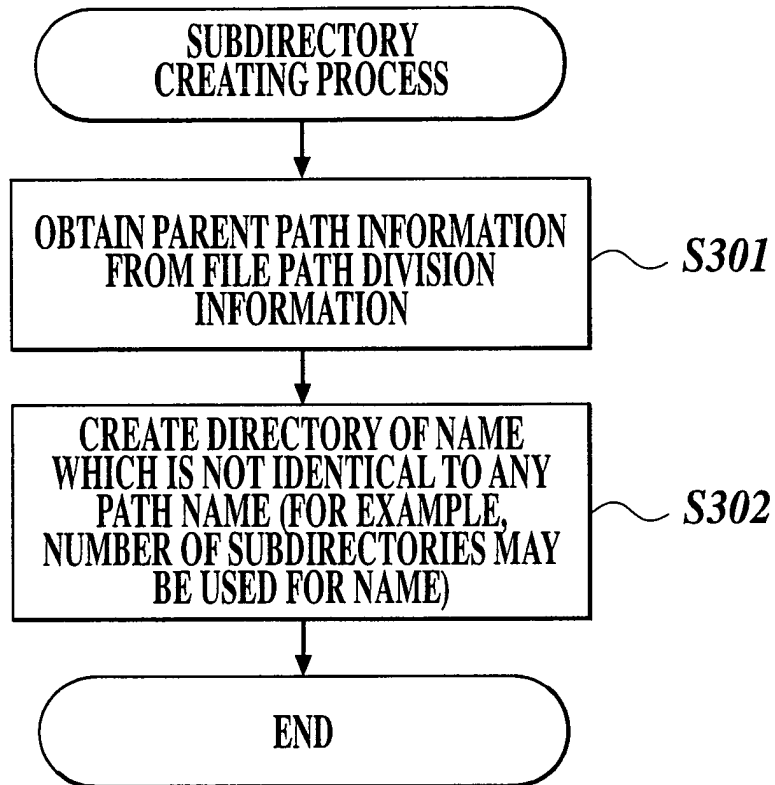 SUBDIRECTORY
CREATING PROCESS
OBTAIN PARENT PATH INFORMATION
FROM FILE PATH DIVISION
INFORMATION
S301
CREATE DIRECTORY OF NAME
WHICH IS NOT IDENTICAL TO ANY
PATH NAME (FOR EXAMPLE,
NUMBER OF SUBDIRECTORIES MAY
BE USED FOR NAME)
S302
END